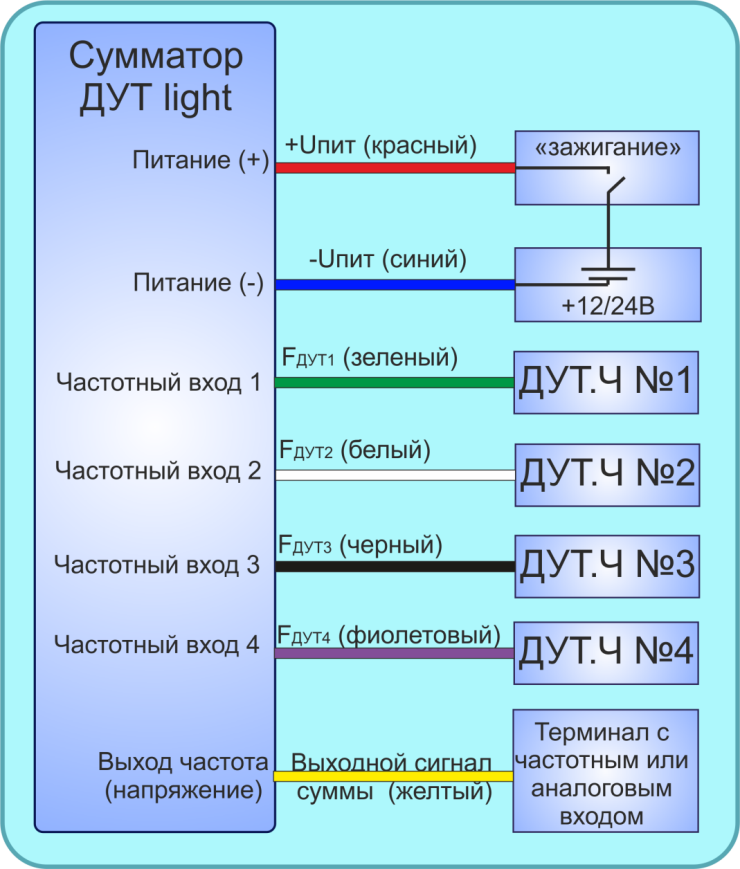 Сумматор
ДУТ light
Питание (+)
+Uпит (красный)
«зажигание»
Питание (-)
-Uпит (синий)
+12/24В
Частотный вход 1
FДУТ1 (зеленый)
ДУТ.Ч №1
Частотный вход 2
FДУТ2 (белый)
ДУТ.Ч №2
Частотный вход 3
FДУТ3 (черный)
ДУТ.Ч №3
Частотный вход 4
FДУТ4 (фиолетовый)
ДУТ.Ч №4
Выход частота
(напряжение)
Выходной сигнал
суммы (желтый)
Терминал с
частотным или
аналоговым
входом